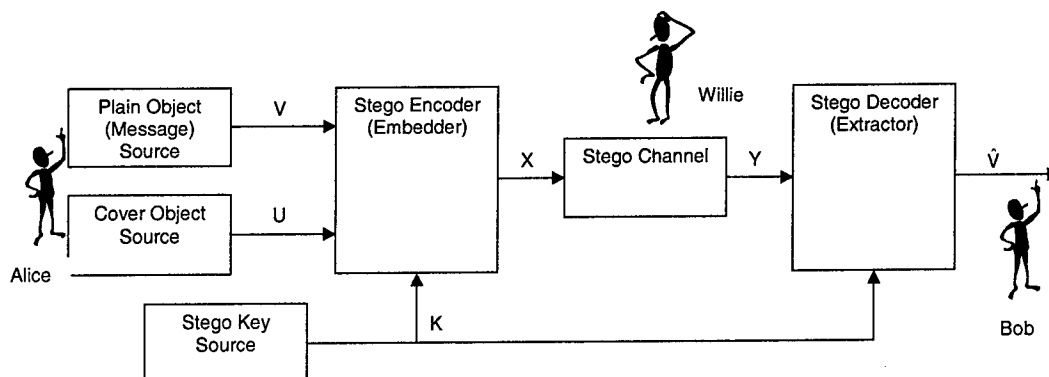 Plain Object
(Message)
Source
V
Stego Encoder
(Embedder)
X
Stego Channel
Willie
Y
Stego Decoder
(Extractor)
V̂
Cover Object
Source
U
Alice
Stego Key
Source
K
Bob